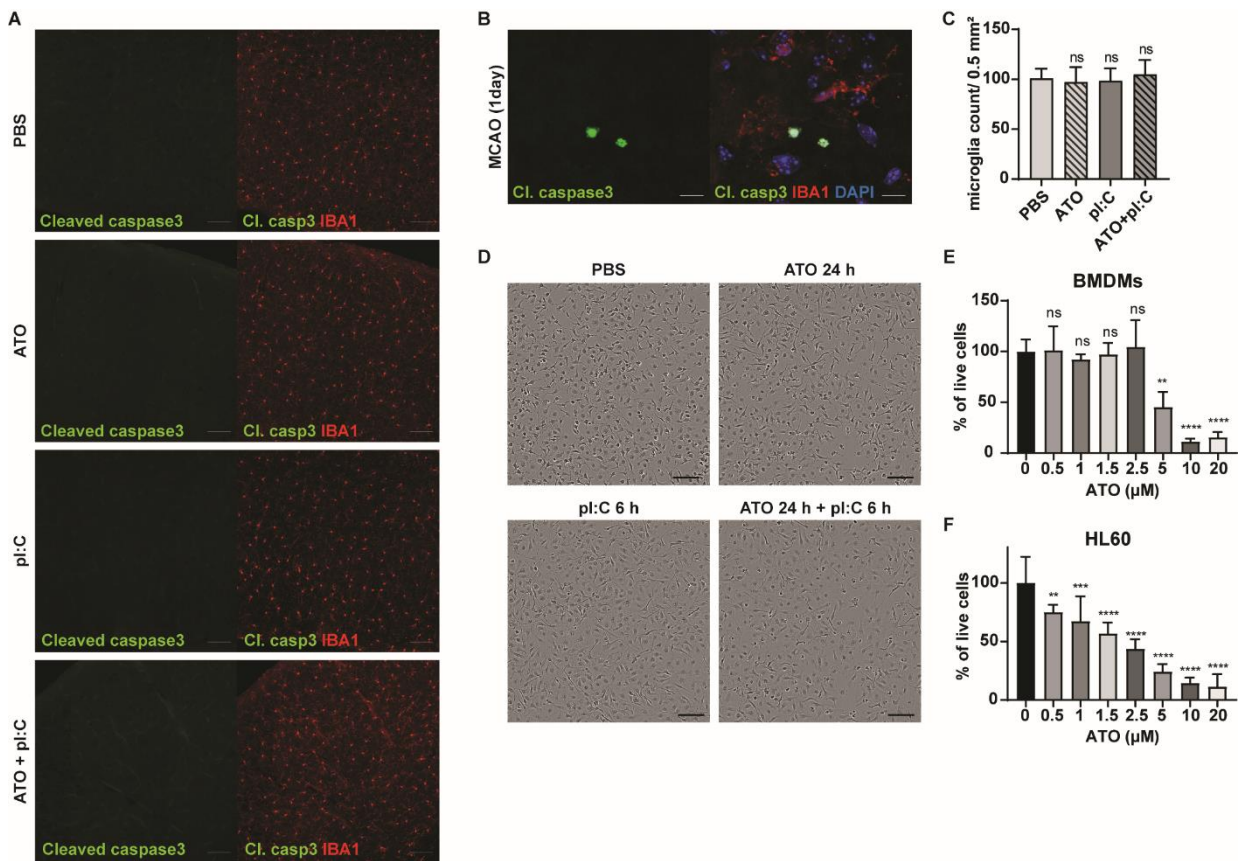 A
PBS
Cleaved caspase3
Cl. casp3 IBA1
ATO
Cleaved caspase3
Cl. casp3 IBA1
pI:C
Cleaved caspase3
Cl. casp3 IBA1
ATO + pI:C
Cleaved caspase3
Cl. casp3 IBA1
B
MCAO (1day)
Cl. caspase3
Cl. casp3 IBA1 DAPI
C
microglia count/ 0.5 mm²
150
100
50
0
ns
ns
ns
PBS
ATO
pI:C
ATO+pI:C
D
PBS
ATO 24 h
pI:C 6 h
ATO 24 h + pI:C 6 h
E
BMDMs
% of live cells
150
100
50
0
ns
ns
ns
ns
**
****
****
0 0.5 1 1.5 2.5 5 10 20
ATO (µM)
F
HL60
% of live cells
100
50
0
**
***
****
****
****
****
****
0 0.5 1 1.5 2.5 5 10 20
ATO (µM)